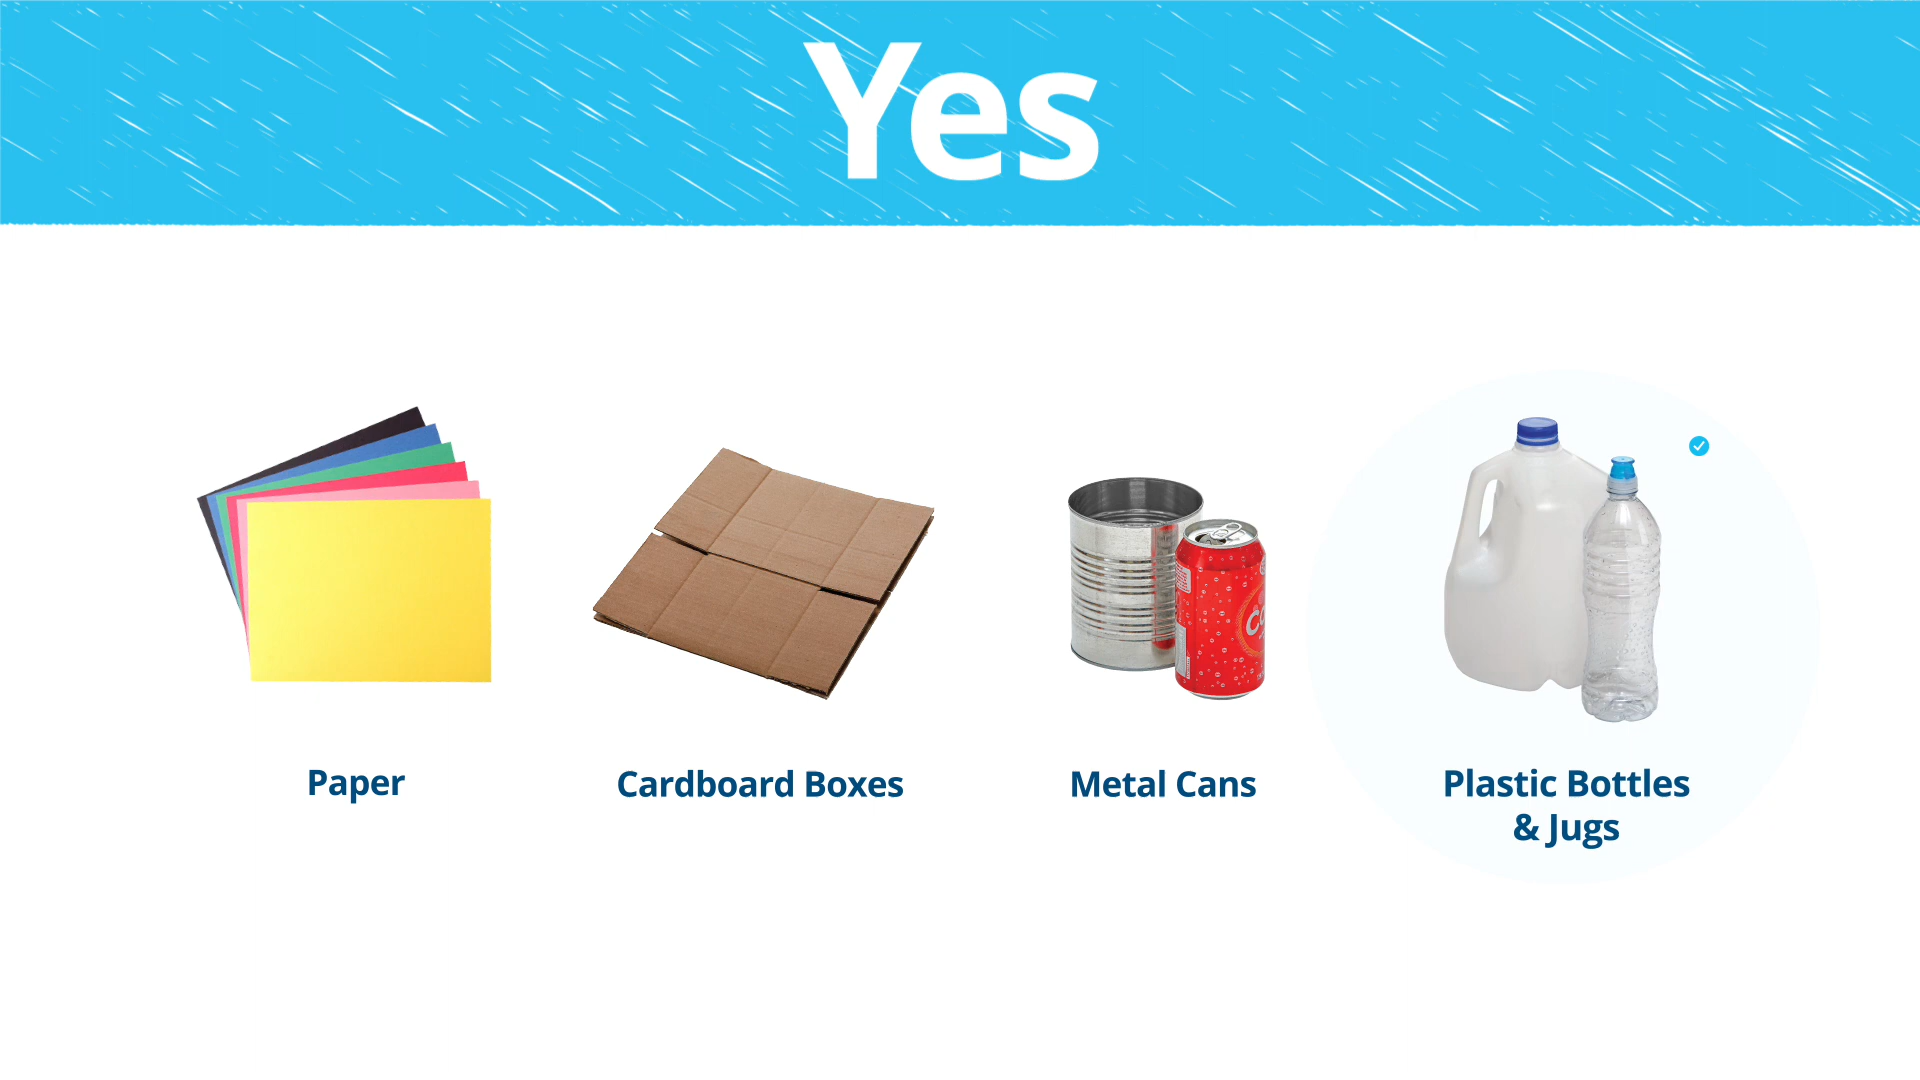 Yes
Paper
Cardboard Boxes
Metal Cans
Plastic Bottles
& Jugs